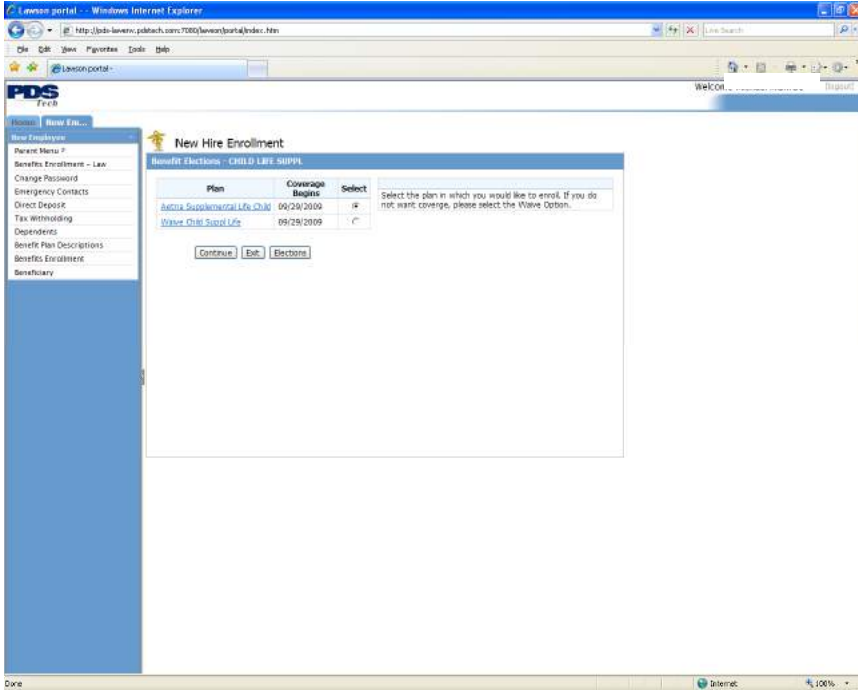 Lawson portal - - Windows Internet Explorer
http://pds-lawenv.pdstech.com:7080/lawson/portal/index.htm
Live Search
File Edit View Favorites Tools Help
Lawson portal -
PDS
Tech
Welcom
[logout]
Home
New Em...
New Employee
Parent Menu
Benefits Enrollment - Law
Change Password
Emergency Contacts
Direct Deposit
Tax Withholding
Dependents
Benefit Plan Descriptions
Benefits Enrollment
Beneficiary
New Hire Enrollment
Benefit Elections - CHILD LIFE SUPPL
Plan Coverage Begins Select
Aetna Supplemental Life Child 09/29/2009
Waive Child Suppl Life 09/29/2009
Select the plan in which you would like to enroll. If you do
not want coverge, please select the Waive Option.
Continue Exit Elections
Done
Internet
100%